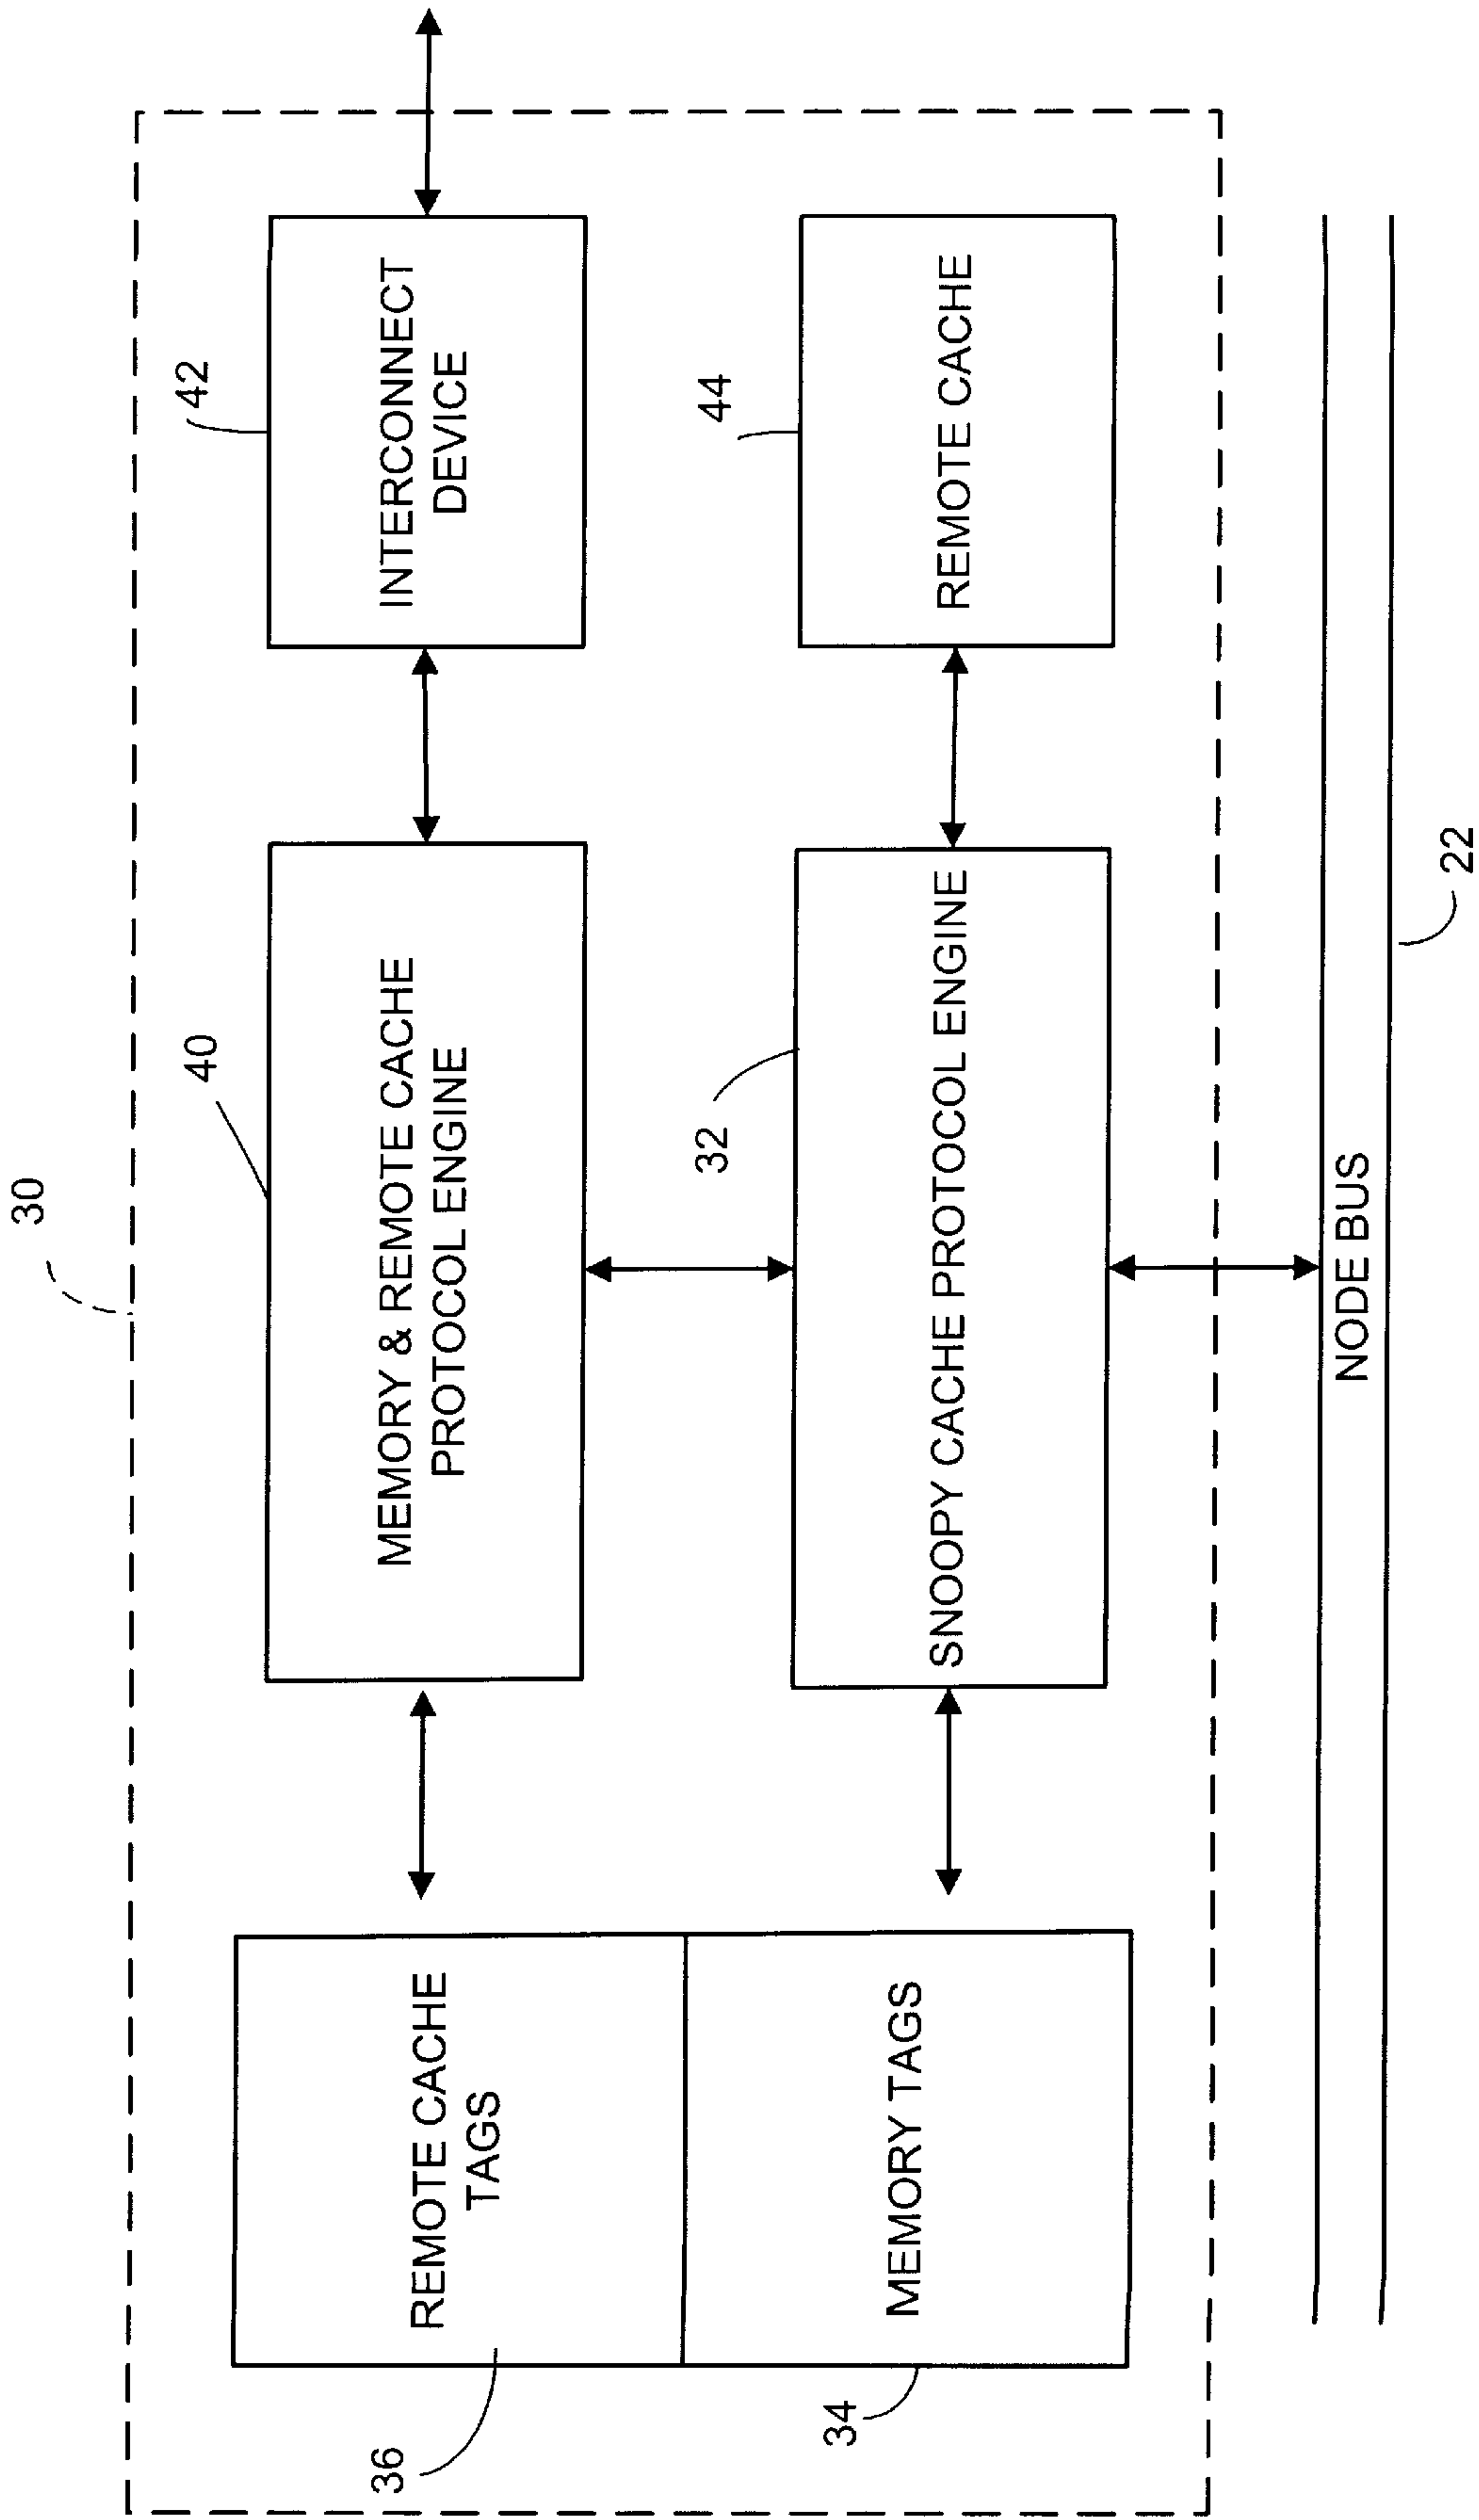 30
36
REMOTE CACHE
TAGS
34
MEMORY TAGS
40
MEMORY & REMOTE CACHE
PROTOCOL ENGINE
32
SNOOPY CACHE PROTOCOL ENGINE
42
INTERCONNECT
DEVICE
44
REMOTE CACHE
NODE BUS
22